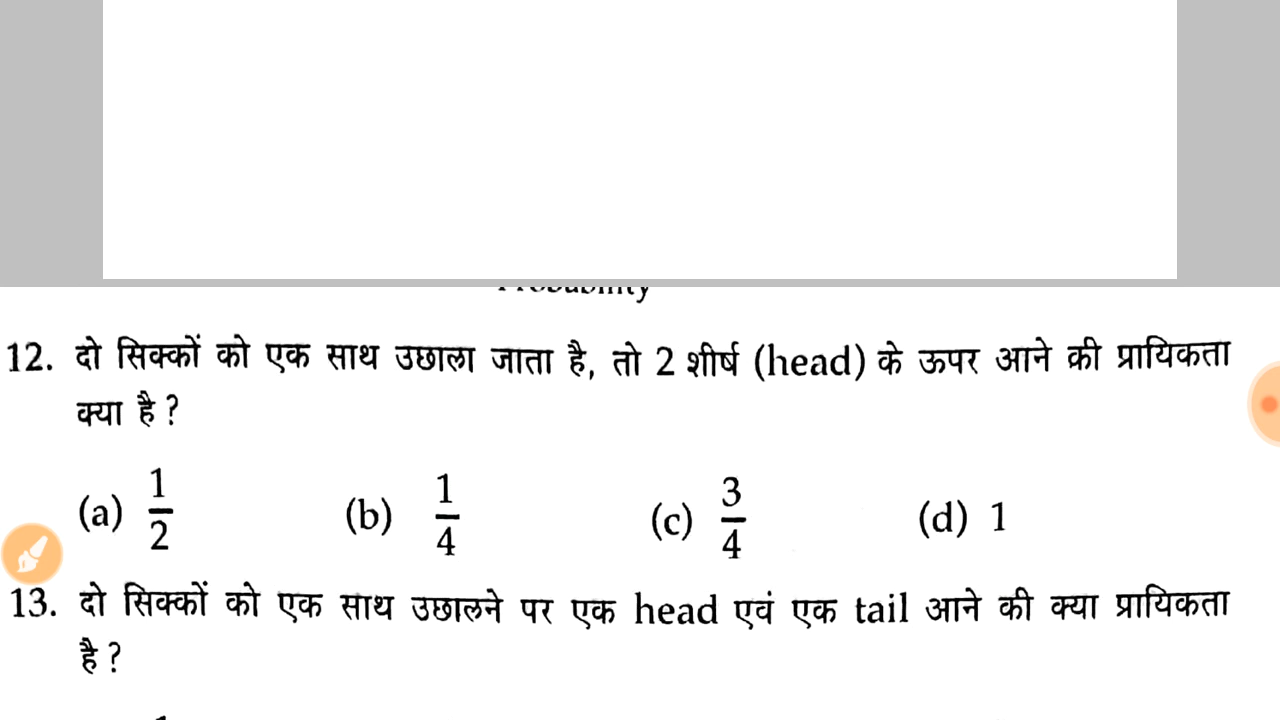 Probability
12. दो सिक्कों को एक साथ उछाला जाता है, तो 2 शीर्ष (head) के ऊपर आने की प्रायिकता
क्या है ?
(a) 1/2 (b) 1/4 (c) 3/4 (d) 1
13. दो सिक्कों को एक साथ उछालने पर एक head एवं एक tail आने की क्या प्रायिकता
है ?